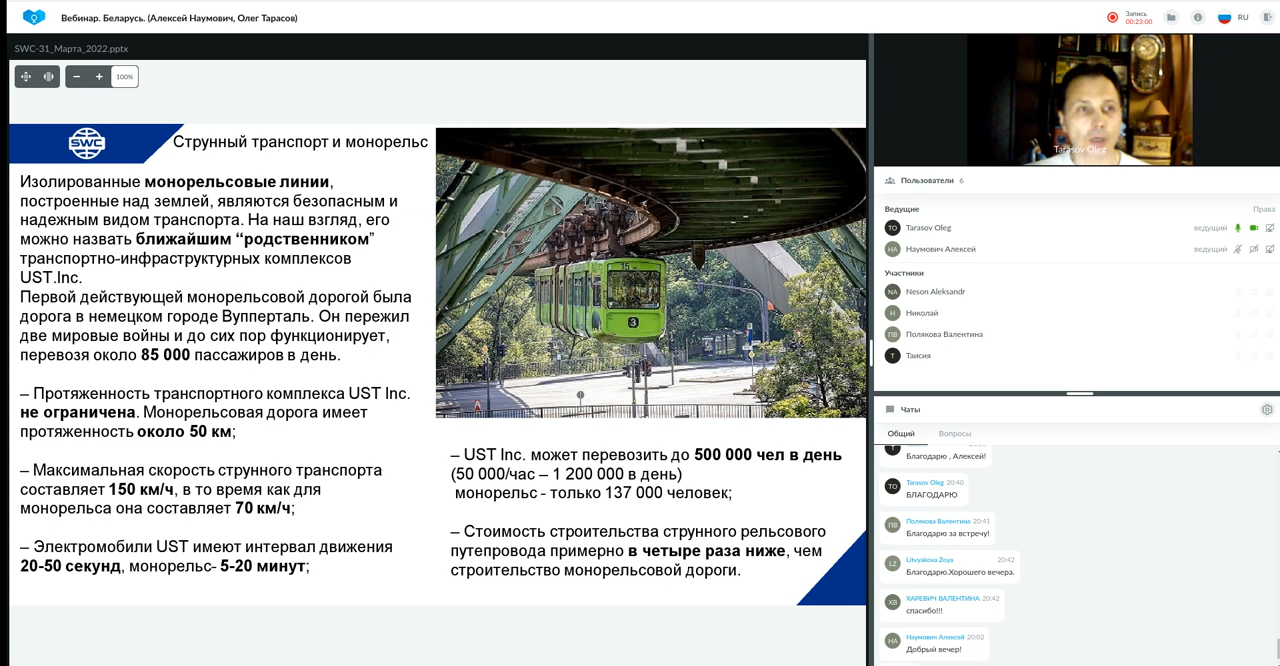 Вебинар. Беларусь. (Алексей Наумович, Олег Тарасов)
Запись
00:23:00
RU
SWC-31_Марта_2022.pptx
100%
SWC
Струнный транспорт и монорельс
Изолированные монорельсовые линии,
построенные над землей, являются безопасным и
надежным видом транспорта. На наш взгляд, его
можно назвать ближайшим “родственником”
транспортно-инфраструктурных комплексов
UST.Inc.
Первой действующей монорельсовой дорогой была
дорога в немецком городе Вупперталь. Он пережил
две мировые войны и до сих пор функционирует,
перевозя около 85 000 пассажиров в день.
– Протяженность транспортного комплекса UST Inc.
не ограничена. Монорельсовая дорога имеет
протяженность около 50 км;
– Максимальная скорость струнного транспорта
составляет 150 км/ч, в то время как для
монорельса она составляет 70 км/ч;
– Электромобили UST имеют интервал движения
20-50 секунд, монорельс- 5-20 минут;
3
– UST Inc. может перевозить до 500 000 чел в день
(50 000/час – 1 200 000 в день)
монорельс - только 137 000 человек;
– Стоимость строительства струнного рельсового
путепровода примерно в четыре раза ниже, чем
строительство монорельсовой дороги.
Tarasov Oleg
Пользователи 6
Ведущие Права
TO Tarasov Oleg ведущий
НА Наумович Алексей ведущий
Участники
NA Neson Aleksandr
Н Николай
ПВ Полякова Валентина
Т Таисия
Чаты
Общий Вопросы
Благодарю , Алексей!
TO Tarasov Oleg 20:40
БЛАГОДАРЮ
ПВ Полякова Валентина 20:41
Благодарю за встречу!
LZ Litvyakova Zoya 20:42
Благодарю.Хорошего вечера.
ХВ ХАРЕВИЧ ВАЛЕНТИНА 20:42
спасибо!!!
НА Наумович Алексей 20:02
Добрый вечер!